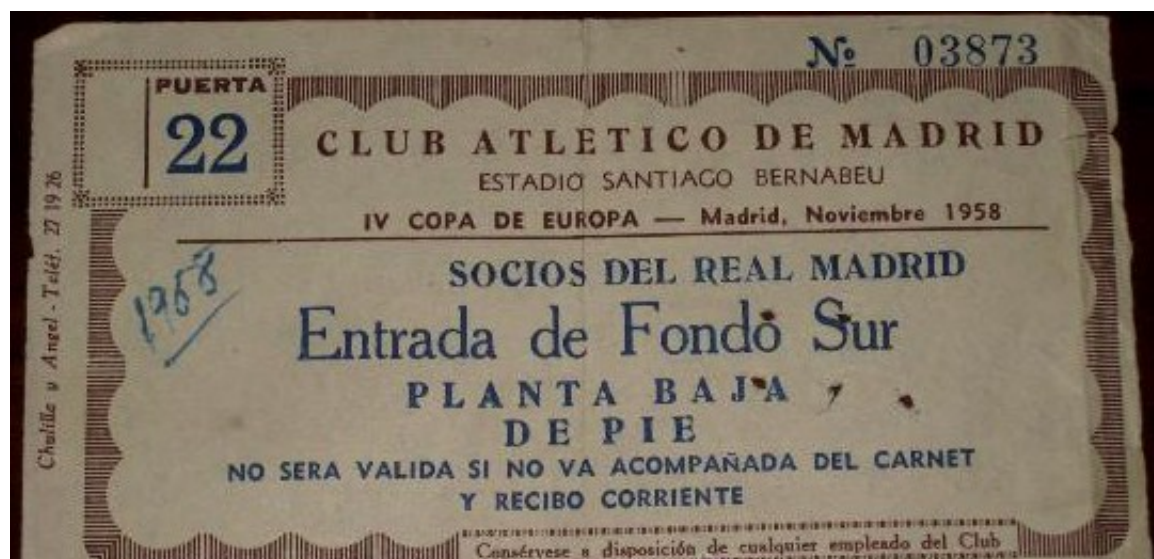 Nº 03873
PUERTA
22
CLUB ATLETICO DE MADRID
ESTADIO SANTIAGO BERNABEU
IV COPA DE EUROPA — Madrid, Noviembre 1958
1958
SOCIOS DEL REAL MADRID
Entrada de Fondo Sur
PLANTA BAJA
DE PIE
NO SERA VALIDA SI NO VA ACOMPAÑADA DEL CARNET
Y RECIBO CORRIENTE
Consérvese a disposición de cualquier empleado del Club
Chulilla y Angel - Teléf. 27 19 26